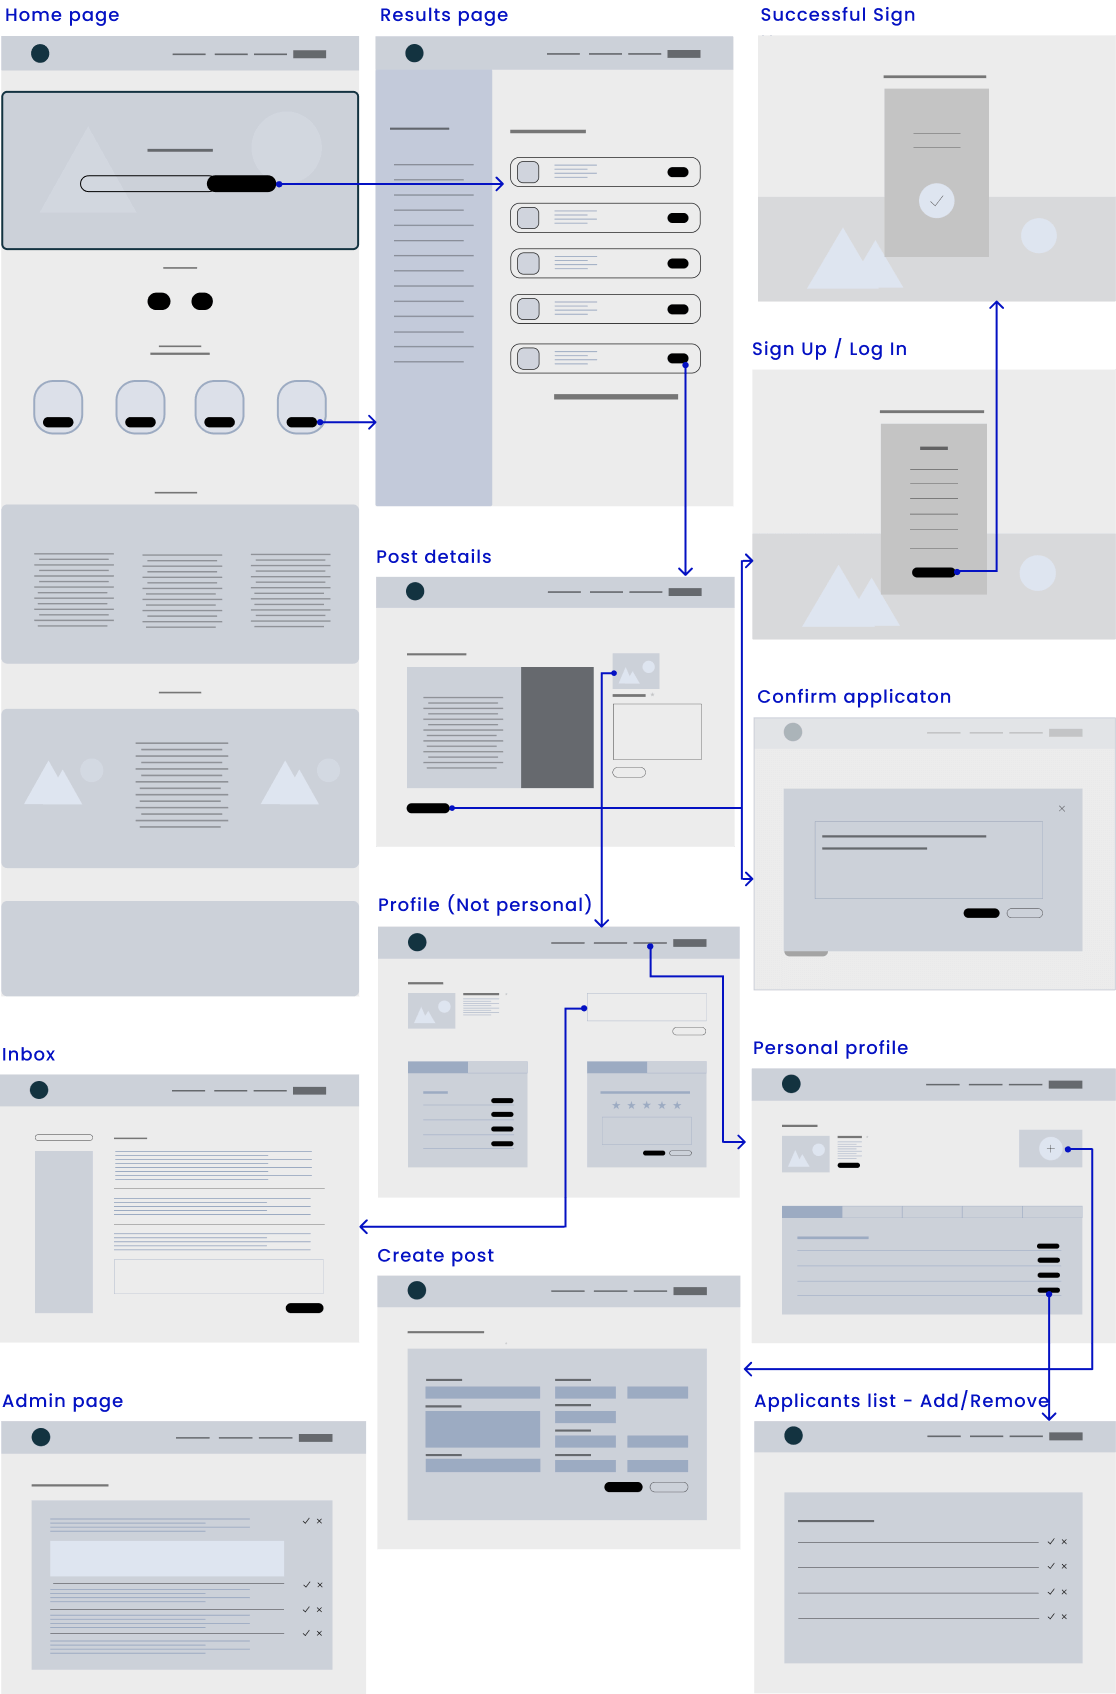 Home page
Results page
Successful Sign
Sign Up / Log In
Post details
Confirm applicaton
Profile (Not personal)
Inbox
Personal profile
Create post
Admin page
Applicants list - Add/Remove